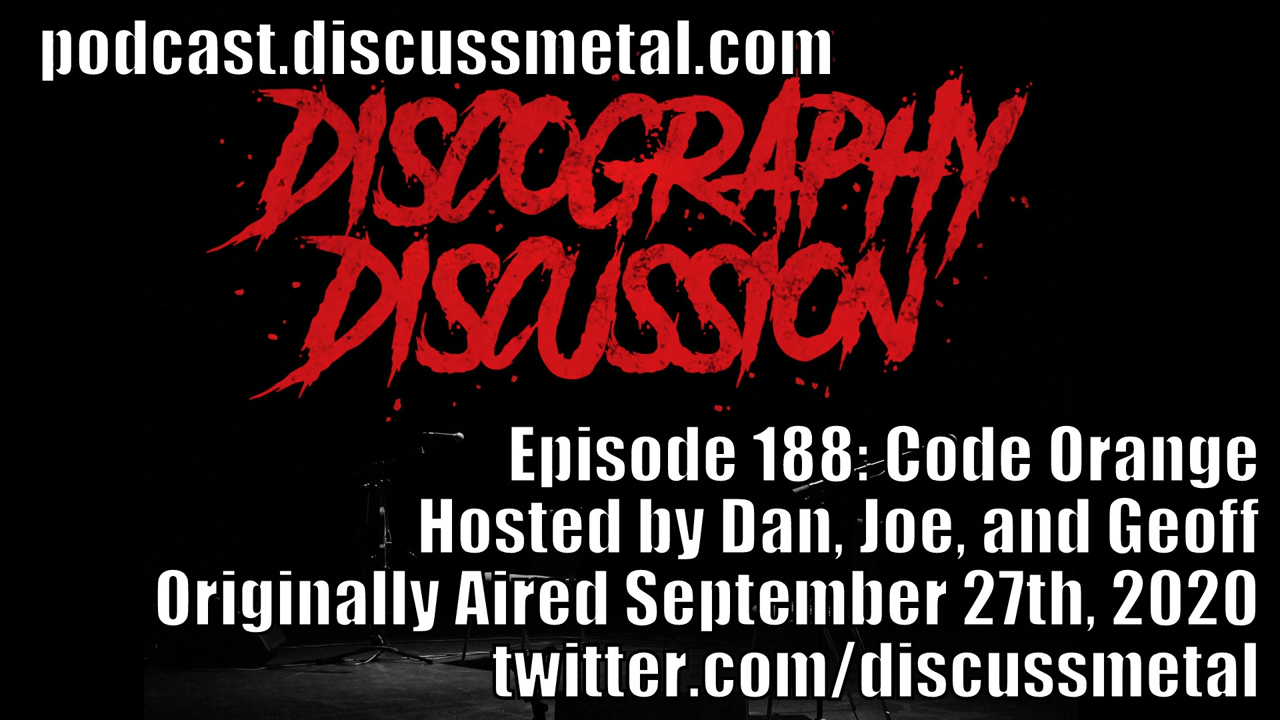 podcast.discussmetal.com
DISCOGRAPHY
DISCUSSION
Episode 188: Code Orange
Hosted by Dan, Joe, and Geoff
Originally Aired September 27th, 2020
twitter.com/discussmetal